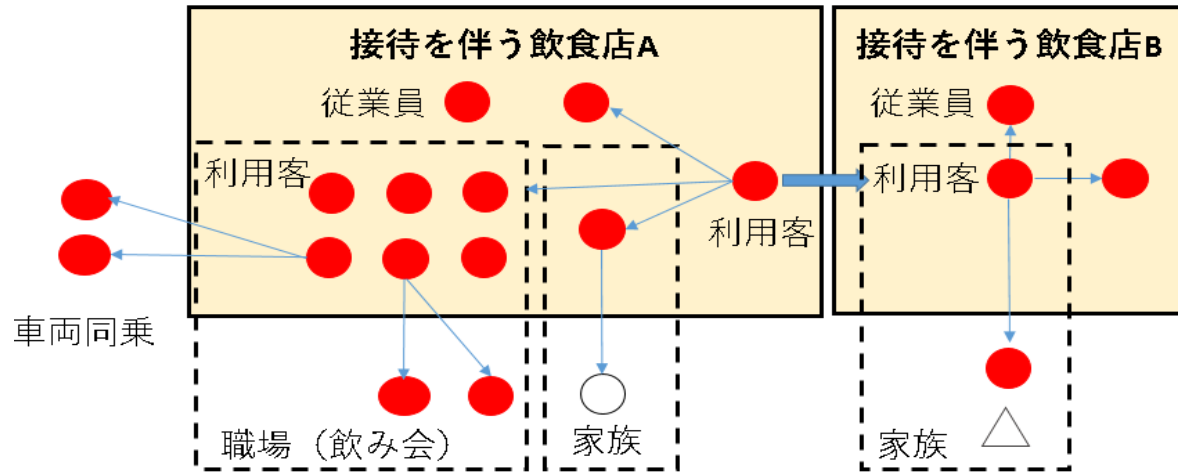 接待を伴う飲食店A
接待を伴う飲食店B
従業員
従業員
利用客
利用客
利用客
車両同乗
職場（飲み会）
家族
家族